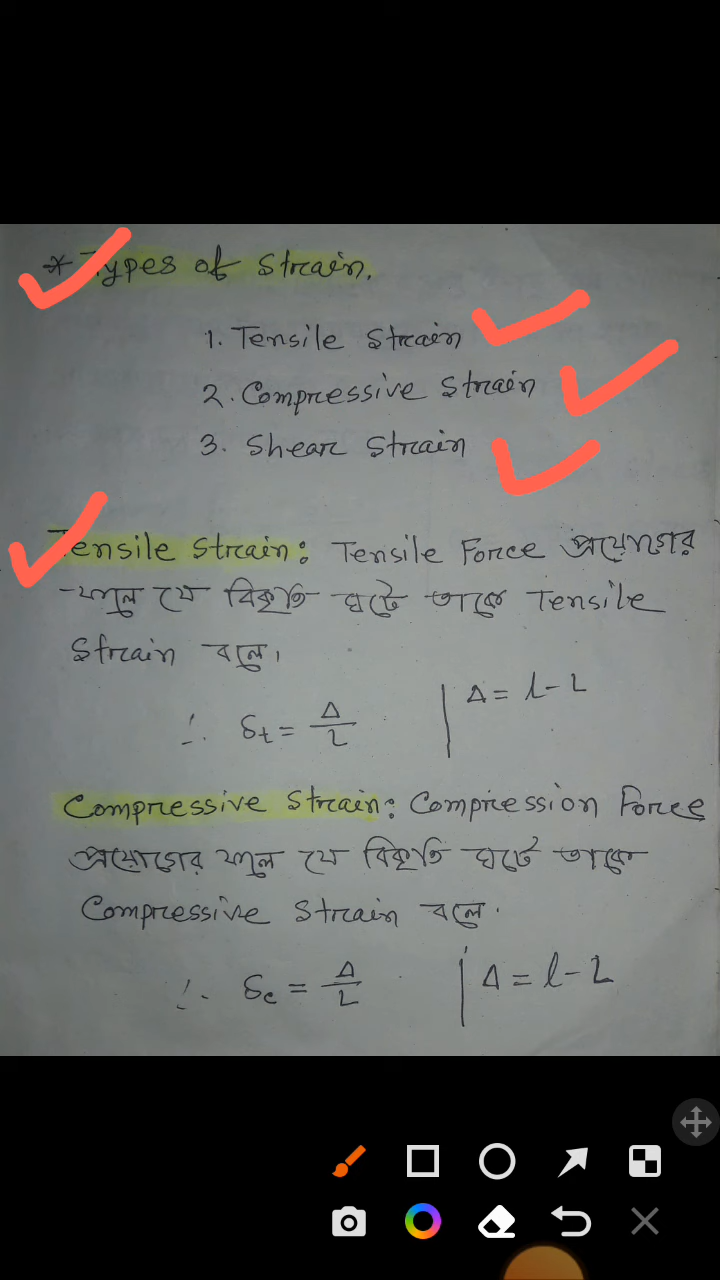 * Types of Strain.
1. Tensile Strain
2. Compressive Strain
3. Shear Strain
Tensile Strain: Tensile Force প্রয়োগের
ফলে যে বিকৃতি ঘটে তাকে Tensile
Strain বলে।
∴ δt = Δ/L | Δ = l - L
Compressive Strain: Compression Force
প্রয়োগের ফলে যে বিকৃতি ঘটে তাকে
Compressive Strain বলে.
∴ δc = Δ/L | Δ = l - L